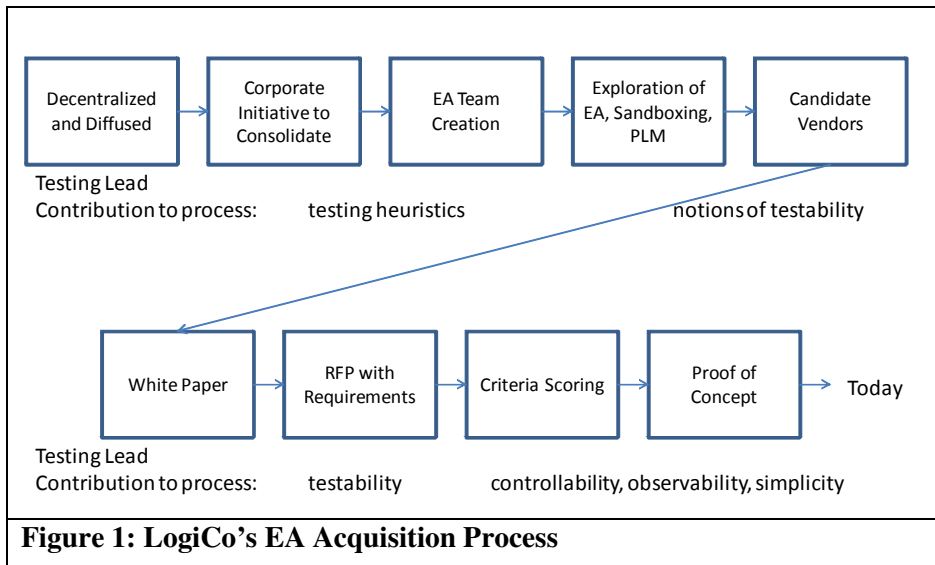 Decentralized
and Diffused
Corporate
Initiative to
Consolidate
EA Team
Creation
Exploration of
EA, Sandboxing,
PLM
Candidate
Vendors
Testing Lead
Contribution to process: testing heuristics notions of testability
White Paper
RFP with
Requirements
Criteria Scoring
Proof of
Concept
Today
Testing Lead
Contribution to process: testability controllability, observability, simplicity
Figure 1: LogiCo's EA Acquisition Process